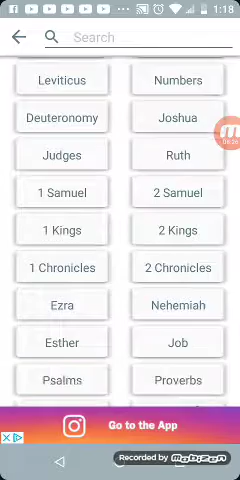 1:18
Search
Leviticus Numbers
Deuteronomy Joshua
Judges Ruth
1 Samuel 2 Samuel
1 Kings 2 Kings
1 Chronicles 2 Chronicles
Ezra Nehemiah
Esther Job
Psalms Proverbs
Go to the App
Recorded by mobizen